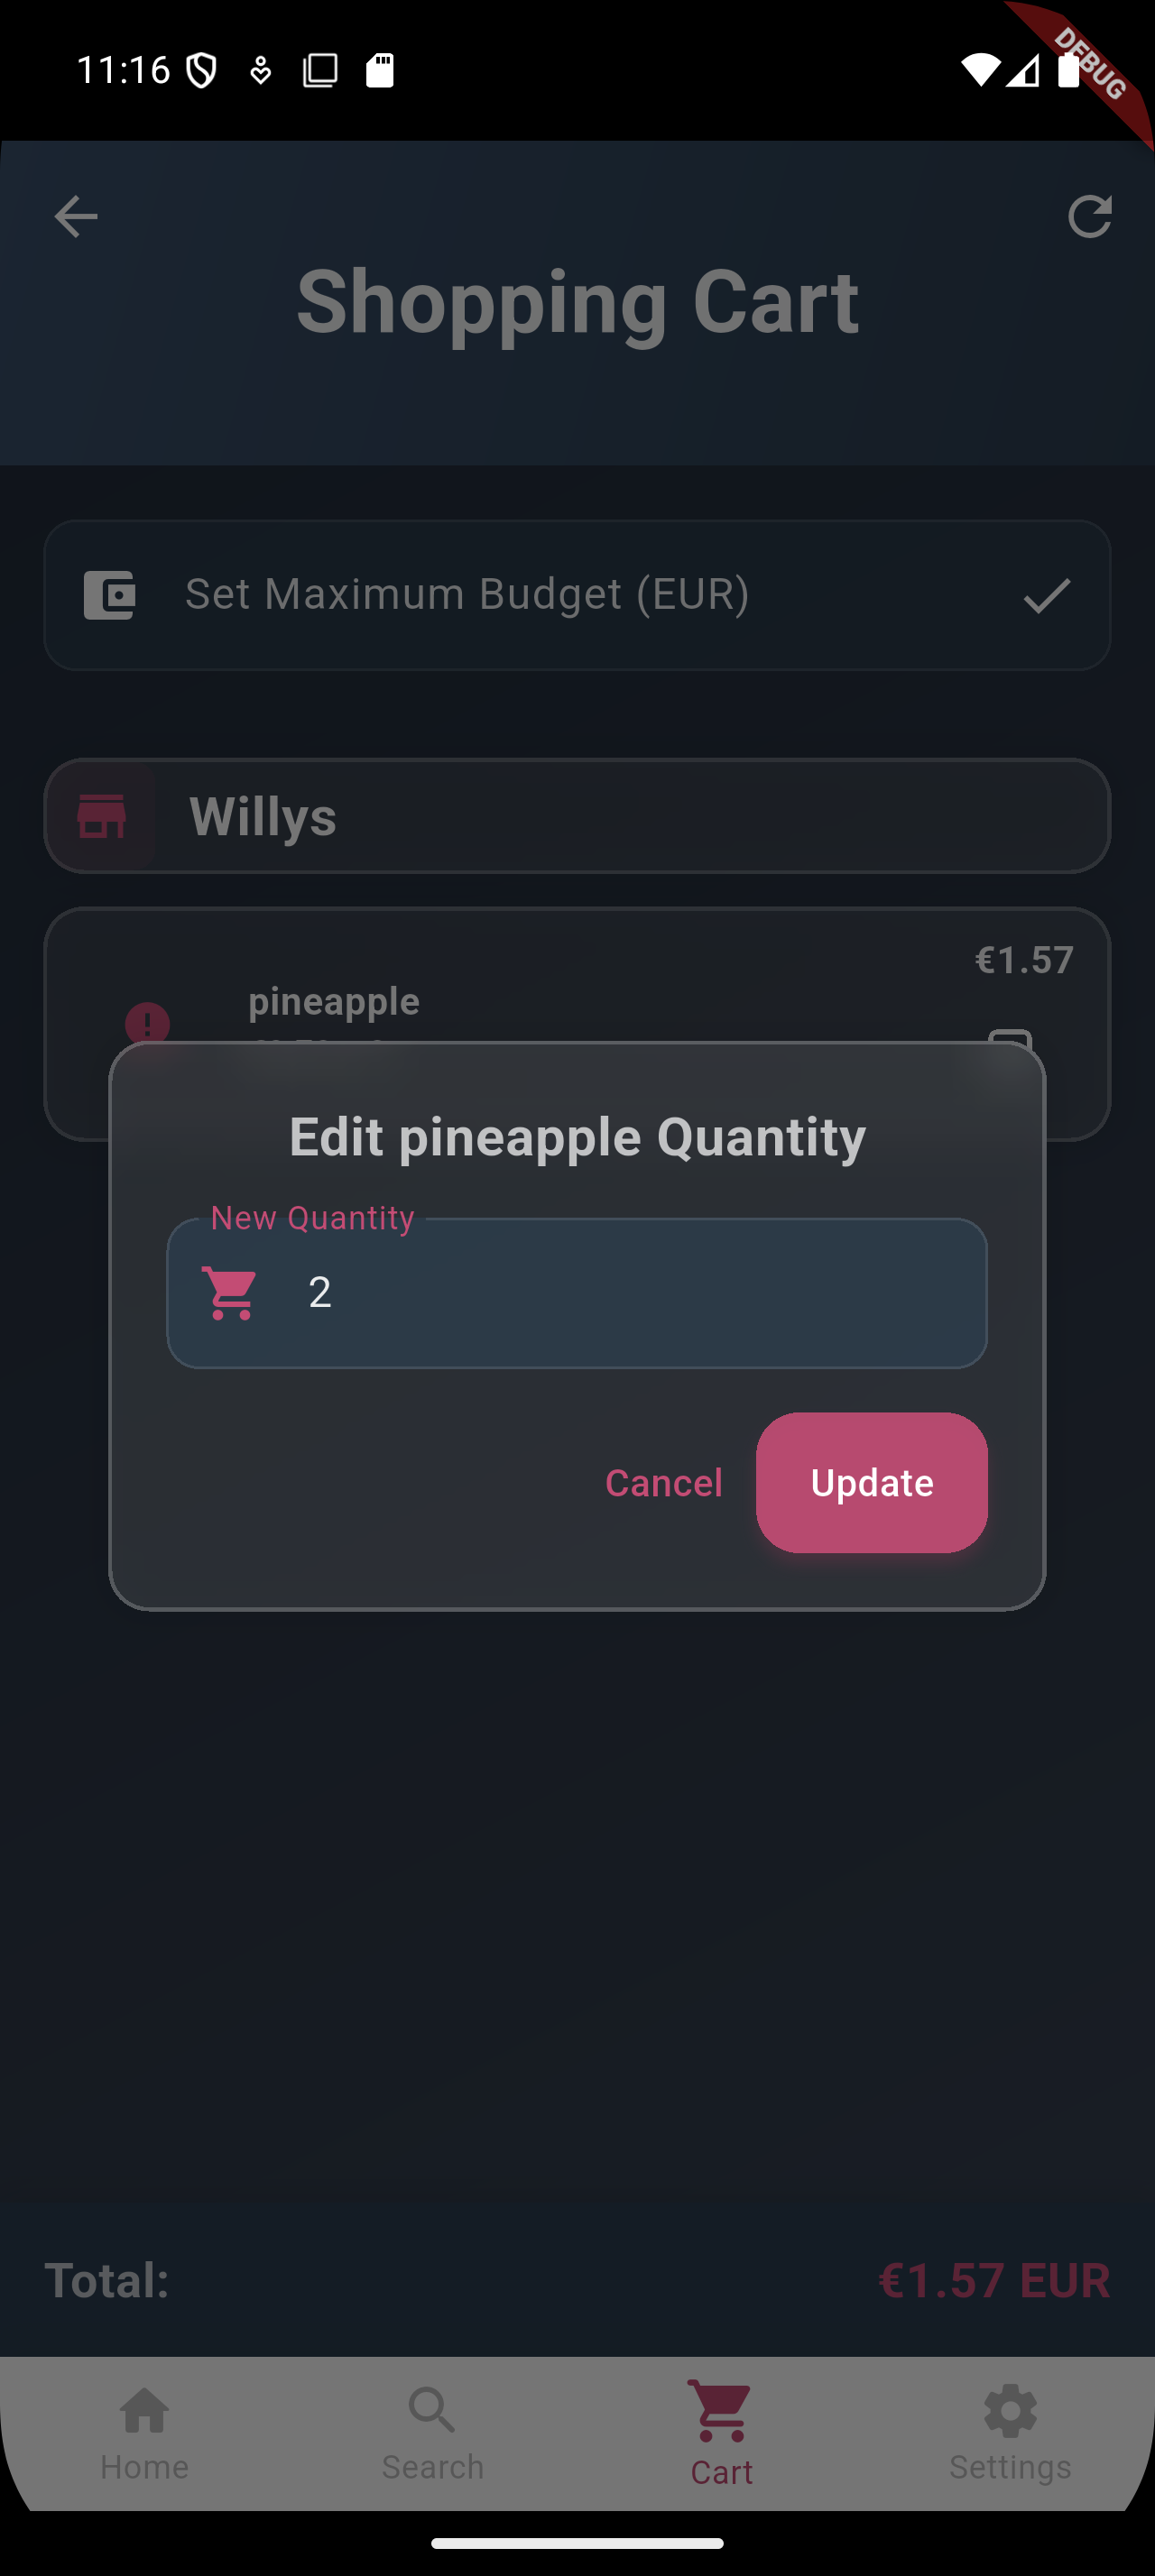 11:16
DEBUG
Shopping Cart
Set Maximum Budget (EUR)
Willys
€1.57
pineapple
Edit pineapple Quantity
New Quantity
2
Cancel
Update
Total:
€1.57 EUR
Home
Search
Cart
Settings